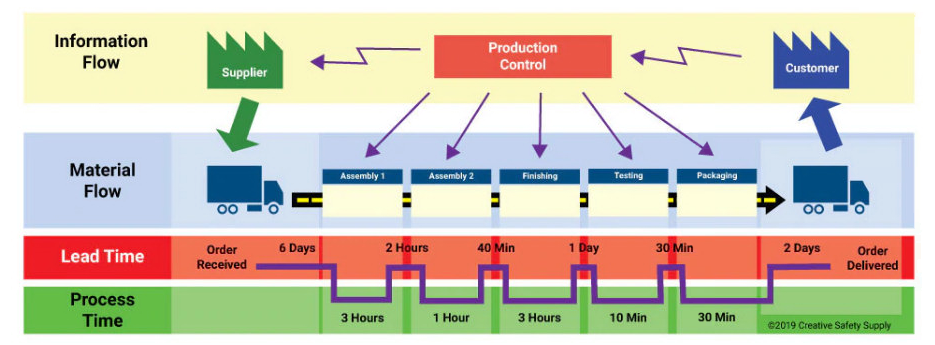 Information
Flow
Supplier
Production
Control
Customer
Material
Flow
Assembly 1
Assembly 2
Finishing
Testing
Packaging
Lead Time
Order
Received
6 Days
2 Hours
40 Min
1 Day
30 Min
2 Days
Order
Delivered
Process
Time
3 Hours
1 Hour
3 Hours
10 Min
30 Min
©2019 Creative Safety Supply